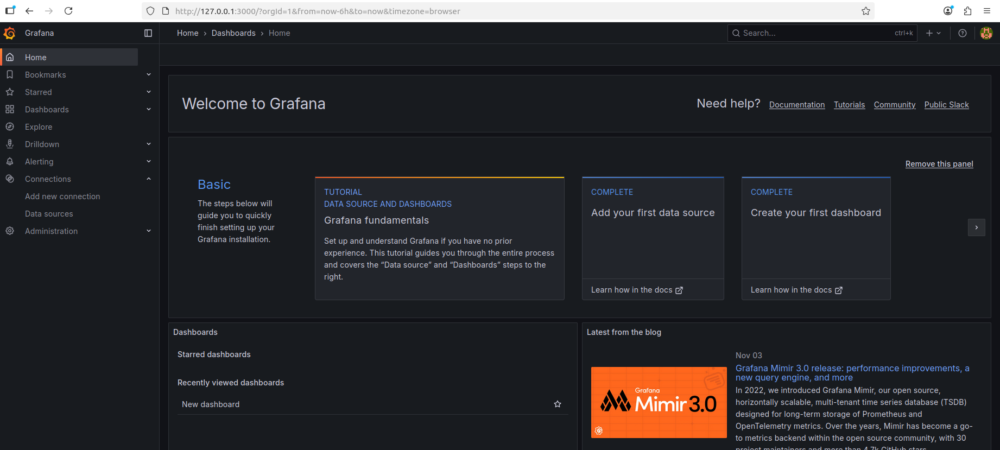 http://127.0.0.1:3000/?orgId=1&from=now-6h&to=now&timezone=browser
Grafana
Home › Dashboards › Home
Search...
ctrl+k
Home
Bookmarks
Starred
Dashboards
Explore
Drilldown
Alerting
Connections
Add new connection
Data sources
Administration
Welcome to Grafana
Need help?
Documentation
Tutorials
Community
Public Slack
Remove this panel
Basic
The steps below will
guide you to quickly
finish setting up your
Grafana installation.
TUTORIAL
DATA SOURCE AND DASHBOARDS
Grafana fundamentals
Set up and understand Grafana if you have no prior
experience. This tutorial guides you through the entire process
and covers the “Data source” and “Dashboards” steps to the
right.
COMPLETE
Add your first data source
Learn how in the docs
COMPLETE
Create your first dashboard
Learn how in the docs
Dashboards
Starred dashboards
Recently viewed dashboards
New dashboard
Latest from the blog
Grafana
Mimir 3.0
Nov 03
Grafana Mimir 3.0 release: performance improvements, a
new query engine, and more
In 2022, we introduced Grafana Mimir, our open source,
horizontally scalable, multi-tenant time series database (TSDB)
designed for long-term storage of Prometheus and
OpenTelemetry metrics. Over the years, Mimir has become a go-
to metrics backend within the open source community, with 30
project maintainers and more than 4.7k GitHub stars.